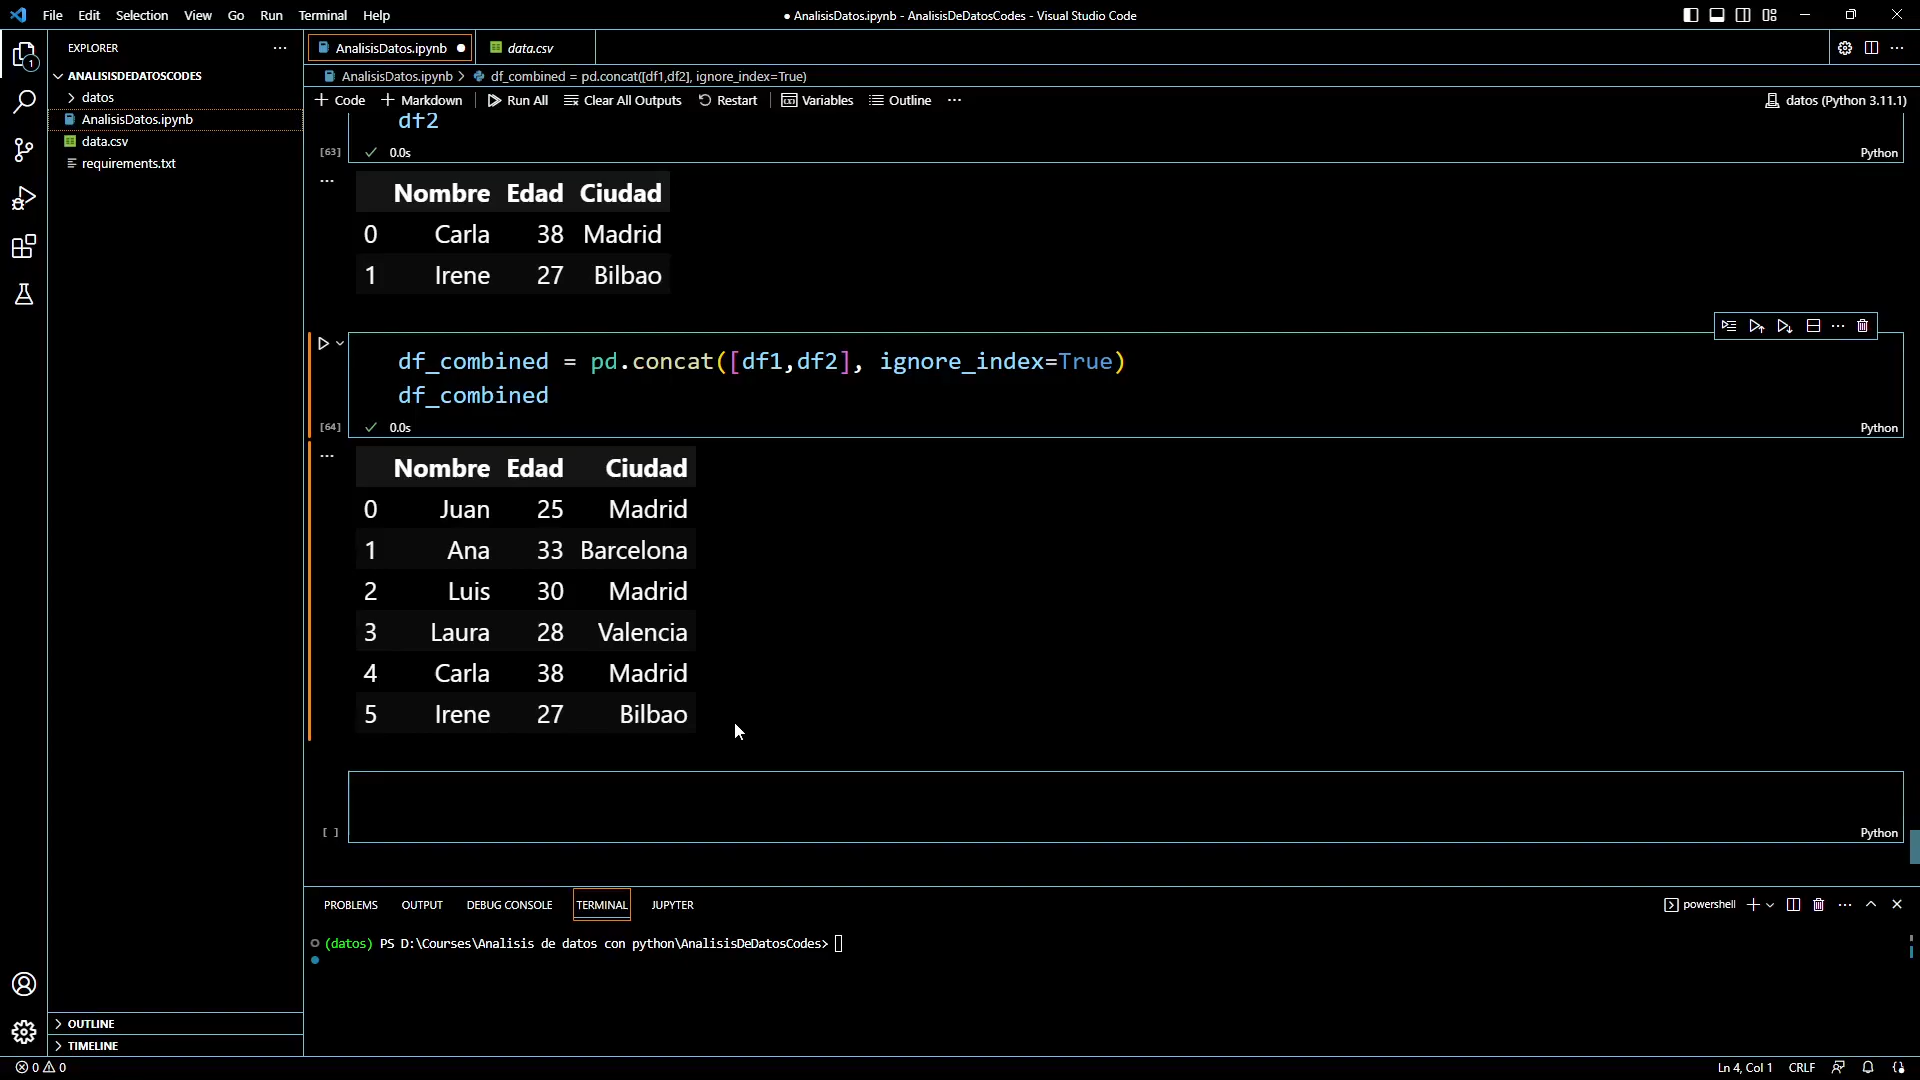 File Edit Selection View Go Run Terminal Help
● AnalisisDatos.ipynb - AnalisisDeDatosCodes - Visual Studio Code
EXPLORER
ANALISISDEDATOSCODES
datos
AnalisisDatos.ipynb
data.csv
requirements.txt
OUTLINE
TIMELINE
AnalisisDatos.ipynb
data.csv
AnalisisDatos.ipynb > df_combined = pd.concat([df1,df2], ignore_index=True)
+ Code + Markdown Run All Clear All Outputs Restart Variables Outline ...
datos (Python 3.11.1)
df2
[63] 0.0s Python
Nombre Edad Ciudad
0 Carla 38 Madrid
1 Irene 27 Bilbao
df_combined = pd.concat([df1,df2], ignore_index=True)
df_combined
[64] 0.0s Python
Nombre Edad Ciudad
0 Juan 25 Madrid
1 Ana 33 Barcelona
2 Luis 30 Madrid
3 Laura 28 Valencia
4 Carla 38 Madrid
5 Irene 27 Bilbao
[ ] Python
PROBLEMS OUTPUT DEBUG CONSOLE TERMINAL JUPYTER
powershell
(datos) PS D:\Courses\Analisis de datos con python\AnalisisDeDatosCodes>
0 0
Ln 4, Col 1 CRLF
1